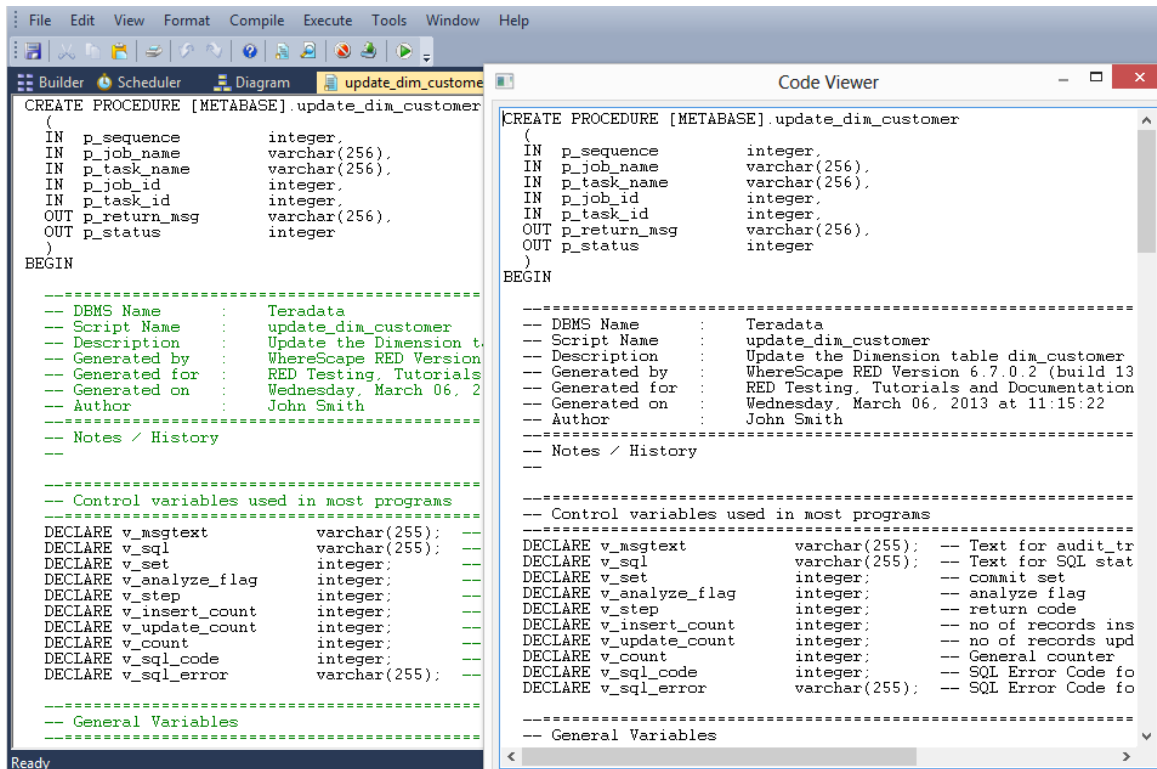 File Edit View Format Compile Execute Tools Window Help
Builder Scheduler Diagram update_dim_custome
CREATE PROCEDURE [METABASE].update_dim_customer
(
IN p_sequence integer,
IN p_job_name varchar(256),
IN p_task_name varchar(256),
IN p_job_id integer,
IN p_task_id integer,
OUT p_return_msg varchar(256),
OUT p_status integer
)
BEGIN
--==============================================
-- DBMS Name : Teradata
-- Script Name : update_dim_customer
-- Description : Update the Dimension t
-- Generated by : WhereScape RED Version
-- Generated for : RED Testing, Tutorials
-- Generated on : Wednesday, March 06, 2
-- Author : John Smith
--==============================================
-- Notes / History
--
--==============================================
-- Control variables used in most programs
--==============================================
DECLARE v_msgtext varchar(255); --
DECLARE v_sql varchar(255); --
DECLARE v_set integer; --
DECLARE v_analyze_flag integer; --
DECLARE v_step integer; --
DECLARE v_insert_count integer; --
DECLARE v_update_count integer; --
DECLARE v_count integer; --
DECLARE v_sql_code integer; --
DECLARE v_sql_error varchar(255); --
--==============================================
-- General Variables
--==============================================
Ready
Code Viewer
CREATE PROCEDURE [METABASE].update_dim_customer
(
IN p_sequence integer,
IN p_job_name varchar(256),
IN p_task_name varchar(256),
IN p_job_id integer,
IN p_task_id integer,
OUT p_return_msg varchar(256),
OUT p_status integer
)
BEGIN
--==============================================
-- DBMS Name : Teradata
-- Script Name : update_dim_customer
-- Description : Update the Dimension table dim_customer
-- Generated by : WhereScape RED Version 6.7.0.2 (build 13
-- Generated for : RED Testing, Tutorials and Documentation
-- Generated on : Wednesday, March 06, 2013 at 11:15:22
-- Author : John Smith
--==============================================
-- Notes / History
--
--==============================================
-- Control variables used in most programs
--==============================================
DECLARE v_msgtext varchar(255); -- Text for audit_tr
DECLARE v_sql varchar(255); -- Text for SQL stat
DECLARE v_set integer; -- commit set
DECLARE v_analyze_flag integer; -- analyze flag
DECLARE v_step integer; -- return code
DECLARE v_insert_count integer; -- no of records ins
DECLARE v_update_count integer; -- no of records upd
DECLARE v_count integer; -- General counter
DECLARE v_sql_code integer; -- SQL Error Code fo
DECLARE v_sql_error varchar(255); -- SQL Error Code fo
--==============================================
-- General Variables